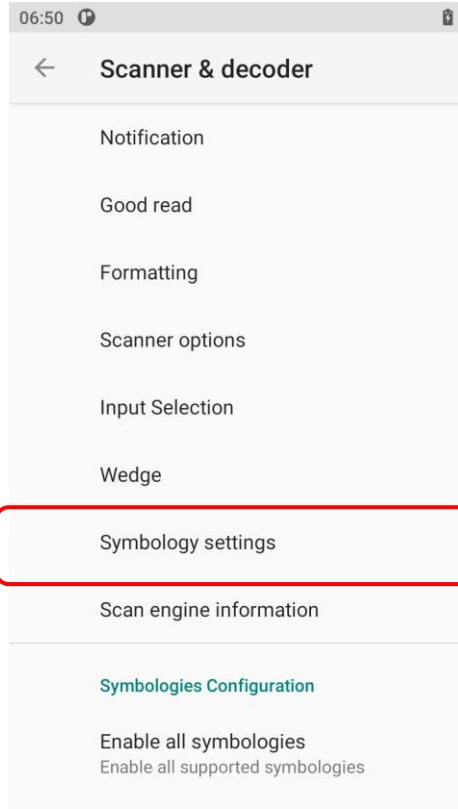 06:50
Scanner & decoder
Notification
Good read
Formatting
Scanner options
Input Selection
Wedge
Symbology settings
Scan engine information
Symbologies Configuration
Enable all symbologies
Enable all supported symbologies